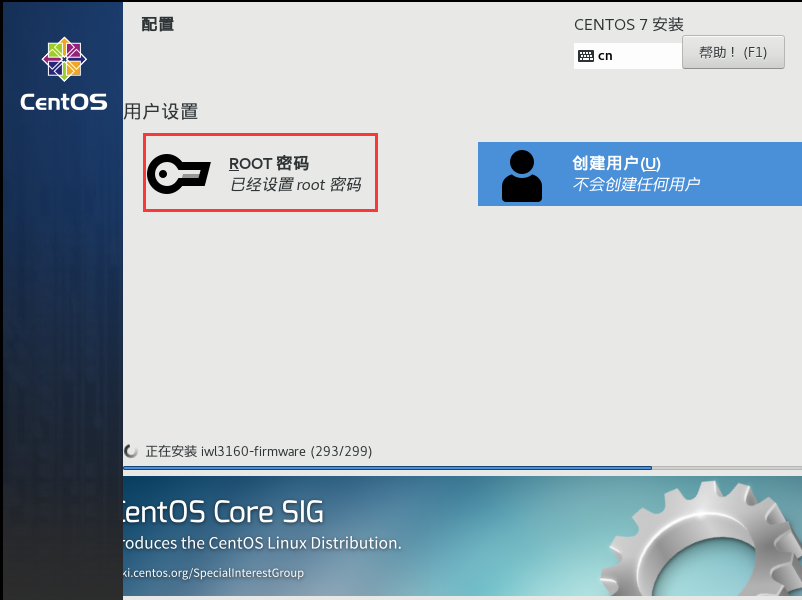 配置
CENTOS 7 安装
cn
帮助！ (F1)
CentOS
用户设置
ROOT 密码
已经设置 root 密码
创建用户(U)
不会创建任何用户
正在安装 iwl3160-firmware (293/299)
CentOS Core SIG
roduces the CentOS Linux Distribution.
ki.centos.org/SpecialInterestGroup